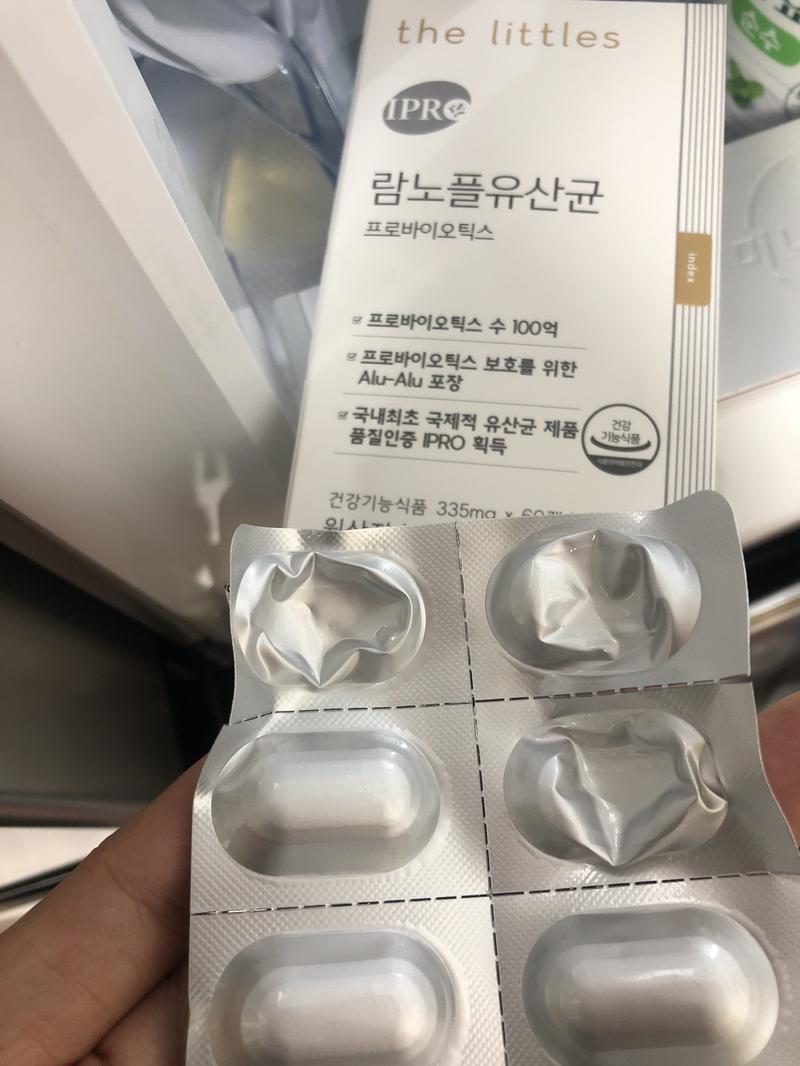 the littles
IPRO
람노플유산균
프로바이오틱스
index
프로바이오틱스 수 100억
프로바이오틱스 보호를 위한
Alu-Alu 포장
국내최초 국제적 유산균 제품
품질인증 IPRO 획득
건강
기능식품
건강기능식품 335mg x
순수